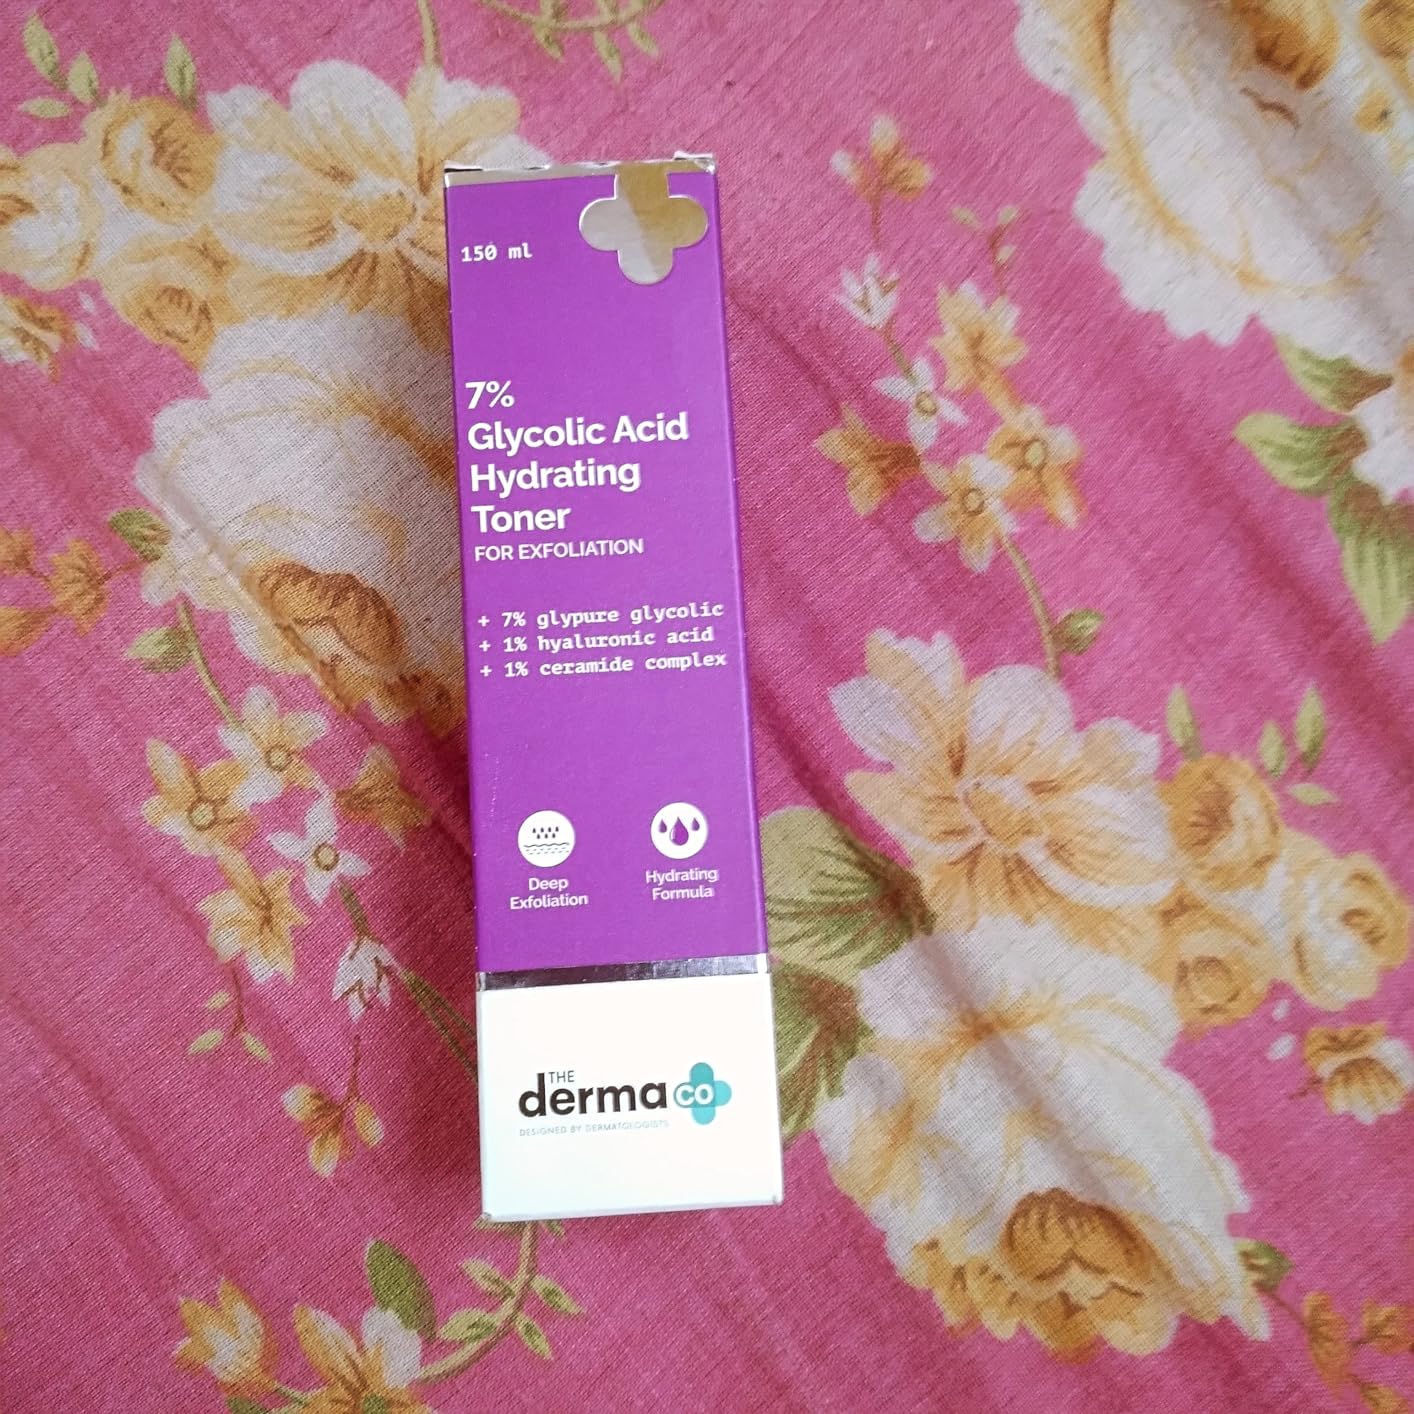 150 ml
7%
Glycolic Acid
Hydrating
Toner
FOR EXFOLIATION
+ 7% glypure glycolic
+ 1% hyaluronic acid
+ 1% ceramide complex
Deep
Exfoliation
Hydrating
Formula
THE
derma co
DESIGNED BY DERMATOLOGISTS